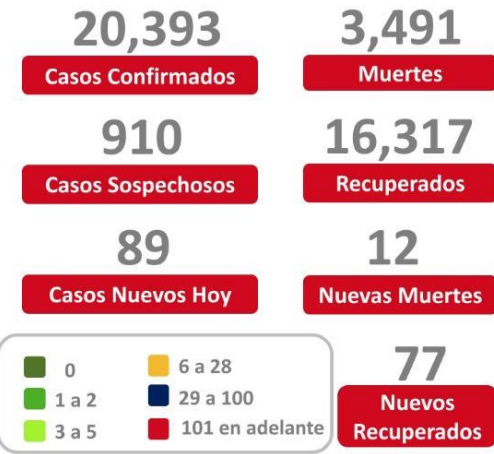 20,393
Casos Confirmados
3,491
Muertes
910
Casos Sospechosos
16,317
Recuperados
89
Casos Nuevos Hoy
12
Nuevas Muertes
0
1 a 2
3 a 5
6 a 28
29 a 100
101 en adelante
77
Nuevos
Recuperados